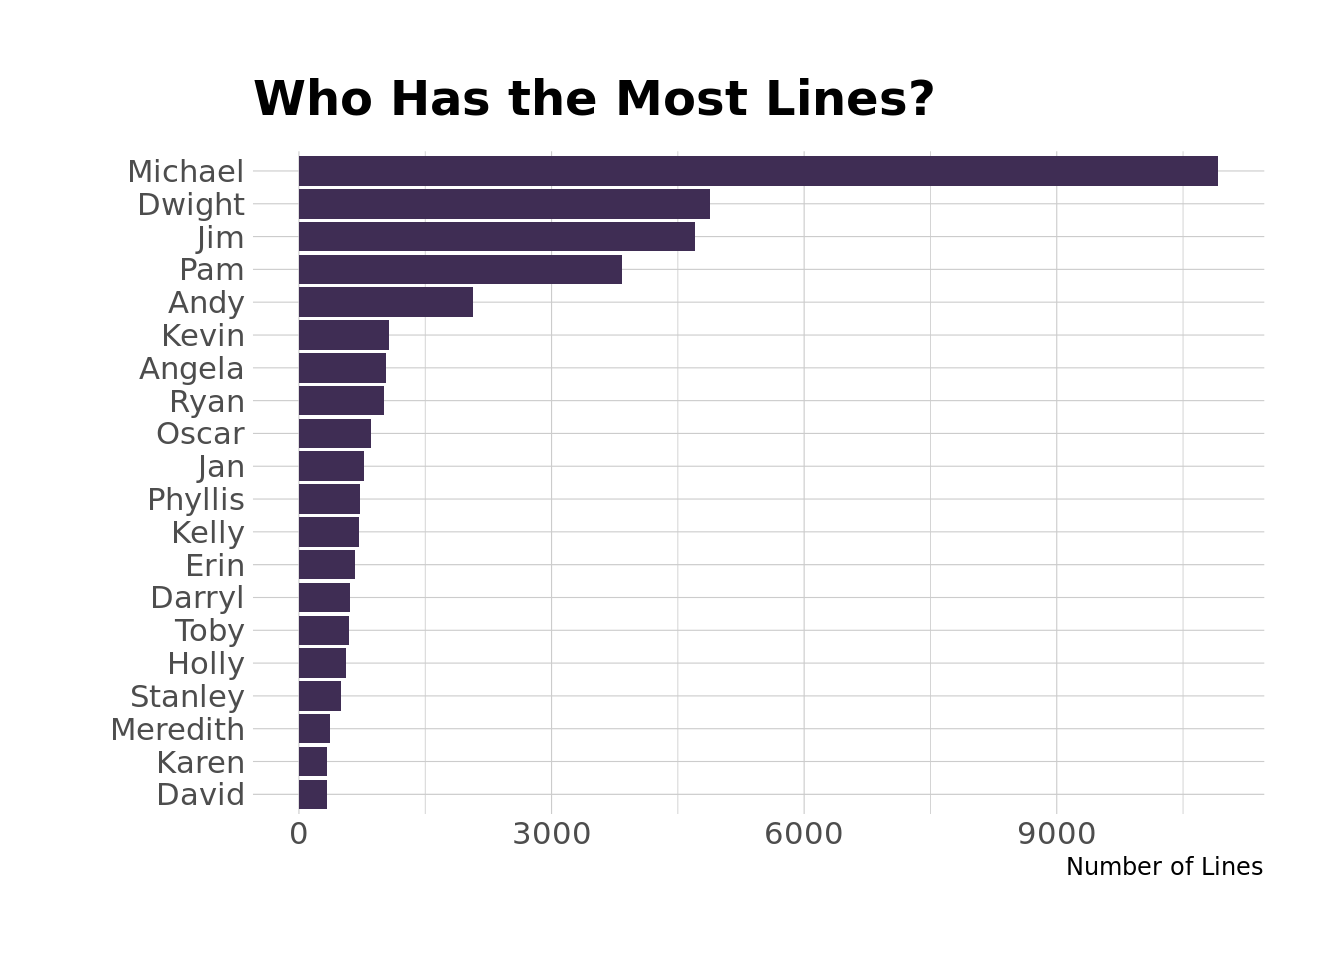 Who Has the Most Lines?
Michael
Dwight
Jim
Pam
Andy
Kevin
Angela
Ryan
Oscar
Jan
Phyllis
Kelly
Erin
Darryl
Toby
Holly
Stanley
Meredith
Karen
David
0 3000 6000 9000
Number of Lines